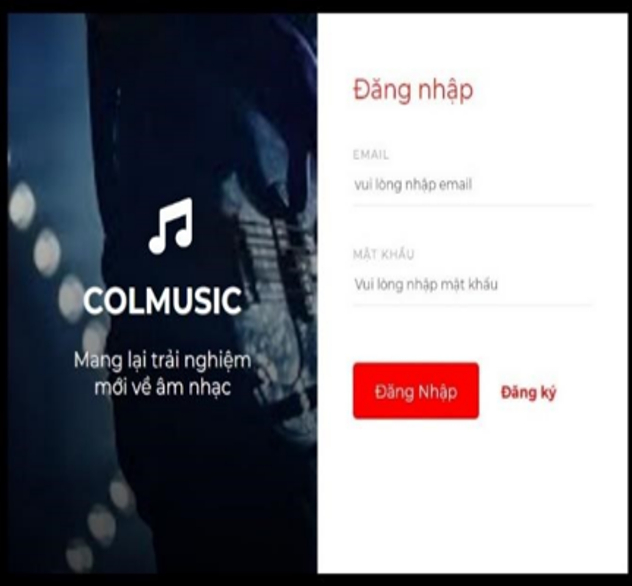 COLMUSIC
Mang lại trải nghiệm
mới về âm nhạc
Đăng nhập
EMAIL
vui lòng nhập email
MẬT KHẨU
Vui lòng nhập mật khẩu
Đăng Nhập
Đăng ký